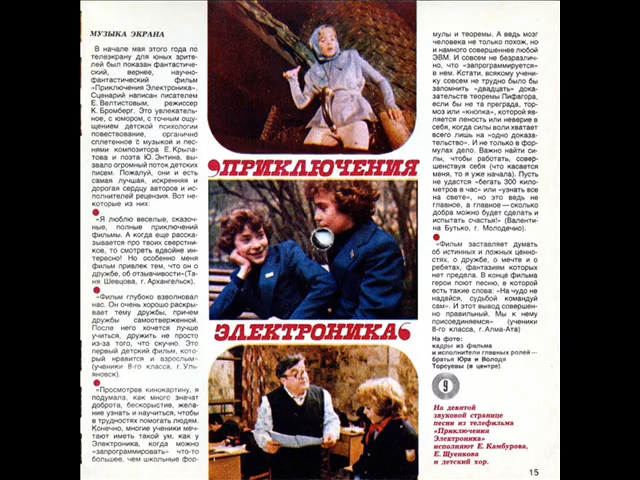 МУЗЫКА ЭКРАНА
В начале мая этого года по
телеэкрану для юных зрите-
лей был показан фантастиче-
ский, вернее, научно-
фантастический фильм
«Приключения Электроника».
Сценарий написан писателем
Е. Велтистовым, режиссер
К. Бромберг. Это увлекатель-
ное, с юмором, с точным ощу-
щением детской психологии
повествование, органично
сплетенное с музыкой и пес-
нями композитора Е. Крыла-
това и поэта Ю. Энтина, вы-
звало огромный поток детских
писем. Пожалуй, они и есть
самая лучшая, искренняя и
дорогая сердцу авторов и ис-
полнителей рецензия. Вот не-
которые из них:
«Я люблю веселые, сказоч-
ные, полные приключений
фильмы. А когда еще расска-
зывается про твоих сверстни-
ков, то смотреть вдвойне ин-
тересно! Но особенно меня
фильм привлек тем, что он о
дружбе, об отзывчивости» (Та-
ня Шевцова, г. Архангельск).
«Фильм глубоко взволновал
нас. Он очень хорошо раскры-
вает тему дружбы, причем
дружбы самоотверженной.
После него хочется лучше
учиться, дружить не просто
из-за того, что скучно. Это
первый детский фильм, кото-
рый нравится и взрослым»
(ученики 8-го класса, г. Улья-
новск).
«Просмотрев кинокартину, я
подумала, как много значат
доброта, бескорыстие, жела-
ние узнать и научиться, чтобы
в трудностях помогать людям.
Конечно, многие ученики меч-
тают иметь такой ум, как у
Электроника, когда можно
«запрограммировать» что-то
большее, чем школьные фор-
ПРИКЛЮЧЕНИЯ
ЭЛЕКТРОНИКА
мулы и теоремы. А ведь мозг
человека не только похож, но
и намного совершеннее любой
ЭВМ. И совсем не безразлич-
но, что «запрограммируется»
в нем. Кстати, всякому учени-
ку совсем не трудно было бы
запомнить «двадцать» дока-
зательств теоремы Пифагора,
если бы не та преграда, тор-
моз или «кнопка», которой яв-
ляется леность или неверие в
себя, когда силы воли хватает
всего лишь на «одно доказа-
тельство». И не только в фор-
мулах дело. Важно найти си-
лы, чтобы работать, совер-
шенствуя себя (что касается
меня, то я уже начала). Пусть
не удастся «бегать 300 кило-
метров в час» или «узнать все
на свете», но это ведь не
главное, а главное — сколько
добра можно будет сделать и
испытать счастья!» (Валенти-
на Бутько, г. Молодечно).
«Фильм заставляет думать
об истинных и ложных ценно-
стях, о дружбе, о мечте и о
ребятах, фантазиям которых
нет предела. В конце фильма
герои поют песню, в которой
есть такие слова: «На чудо не
надейся, судьбой командуй
сам». И этот вывод совершен-
но правильный. Мы к нему
присоединяемся» (ученики
8-го класса, г. Алма-Ата)
На фото:
кадры из фильма
и исполнители главных ролей —
братья Юра и Володя
Торсуевы (в центре).
9
На девятой
звуковой странице
песни из телефильма
«Приключения
Электроника»
исполняют Е. Камбурова,
Е. Шуенкова
и детский хор.
15